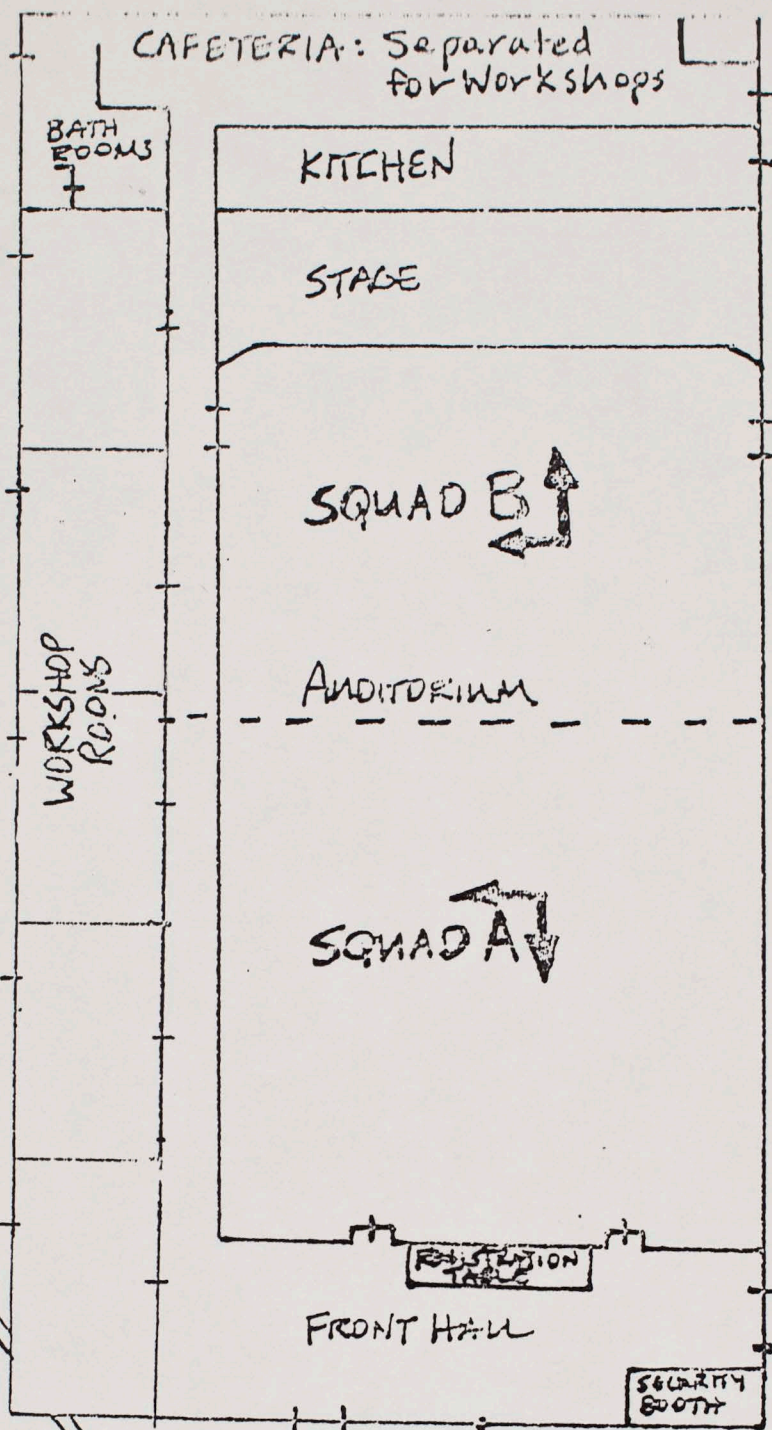 CAFETERIA: Separated
for Workshops
BATH
ROOMS
KITCHEN
STAGE
SQUAD B
AUDITORIUM
WORKSHOP
ROOMS
SQUAD A
REGISTRATION
TABLE
FRONT HALL
SECURITY
BOOTH